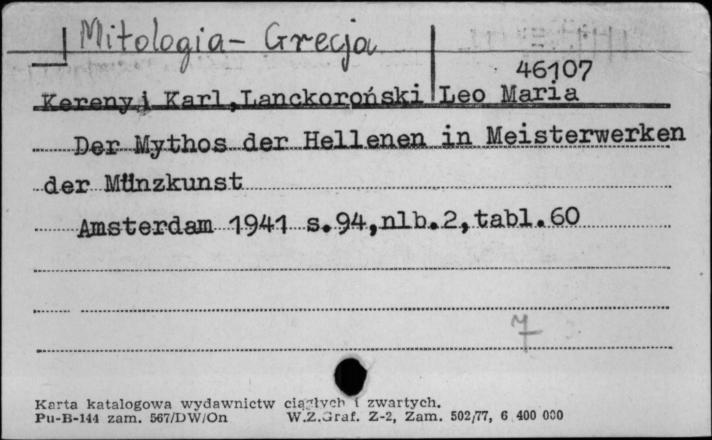 Mitologia - Grecja
46107
Kereny i Karl, Lanckoroński Leo Maria
Der Mythos der Hellenen in Meisterwerken
der Münzkunst
Amsterdam 1941 s.94,nlb.2,tabl.60
7
Karta katalogowa wydawnictw ciągłych i zwartych.
Pu-B-144 zam. 567/DW/On W.Z.Graf. Z-2, Zam. 502/77, 6 400 000